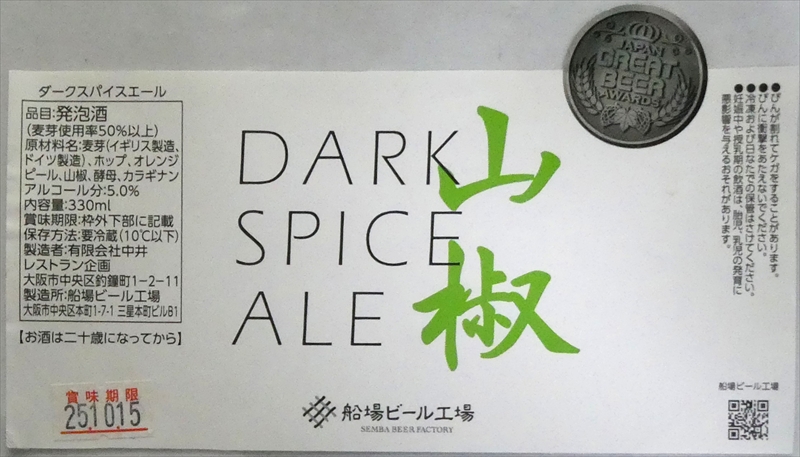 ダークスパイスエール
品目:発泡酒
(麦芽使用率50%以上)
原材料名:麦芽(イギリス製造、
ドイツ製造)、ホップ、オレンジ
ピール、山椒、酵母、カラギナン
アルコール分:5.0%
内容量:330ml
賞味期限:枠外下部に記載
保存方法:要冷蔵(10℃以下)
製造者:有限会社中井
レストラン企画
大阪市中央区釣鐘町1-2-11
製造所:船場ビール工場
大阪市中央区本町1-7-1 三星本町ビルB1
【お酒は二十歳になってから】
賞味期限
251015
DARK
SPICE
ALE
山椒
船場ビール工場
SEMBA BEER FACTORY
JAPAN
GREAT
BEER
AWARDS
●びんが割れてケガをすることがあります。
●びんに衝撃をあたえないでください。
●冷凍および日なたでの保管はさけてください。
●妊娠中や授乳期の飲酒は、胎児、乳児の発育に
悪影響を与えるおそれがあります。
船場ビール工場